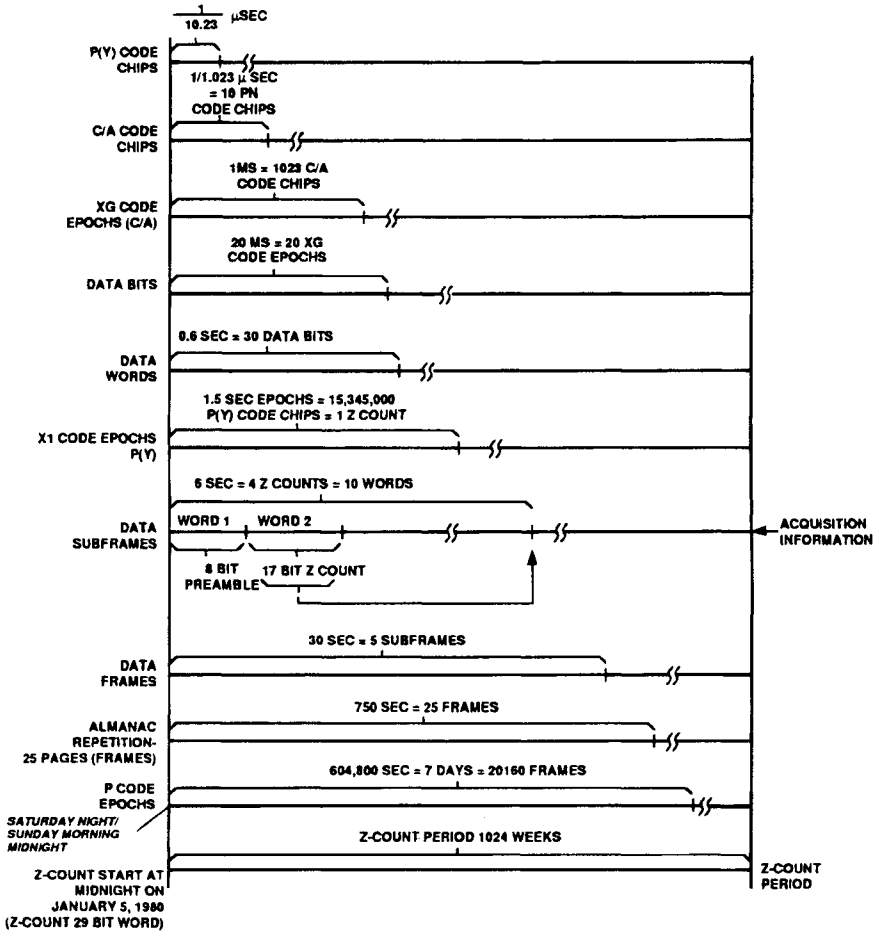 1
10.23 µSEC
P(Y) CODE
CHIPS
1/1.023 µ SEC
= 10 PN
CODE CHIPS
C/A CODE
CHIPS
1MS = 1023 C/A
CODE CHIPS
XG CODE
EPOCHS (C/A)
20 MS = 20 XG
CODE EPOCHS
DATA BITS
0.6 SEC = 30 DATA BITS
DATA
WORDS
1.5 SEC EPOCHS = 15,345,000
P(Y) CODE CHIPS = 1 Z COUNT
X1 CODE EPOCHS
P(Y)
6 SEC = 4 Z COUNTS = 10 WORDS
DATA
SUBFRAMES
WORD 1
WORD 2
ACQUISITION
INFORMATION
8 BIT
PREAMBLE
17 BIT Z COUNT
30 SEC = 5 SUBFRAMES
DATA
FRAMES
750 SEC = 25 FRAMES
ALMANAC
REPETITION-
25 PAGES (FRAMES)
604,800 SEC = 7 DAYS = 20160 FRAMES
P CODE
EPOCHS
SATURDAY NIGHT/
SUNDAY MORNING
MIDNIGHT
Z-COUNT PERIOD 1024 WEEKS
Z-COUNT
PERIOD
Z-COUNT START AT
MIDNIGHT ON
JANUARY 5, 1980
(Z-COUNT 29 BIT WORD)